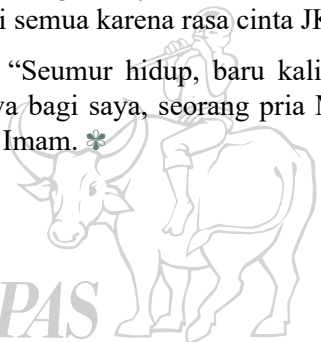 i semua karena rasa cinta JK
“Seumur hidup, baru kali
bagi saya, seorang pria
Imam.
PAS